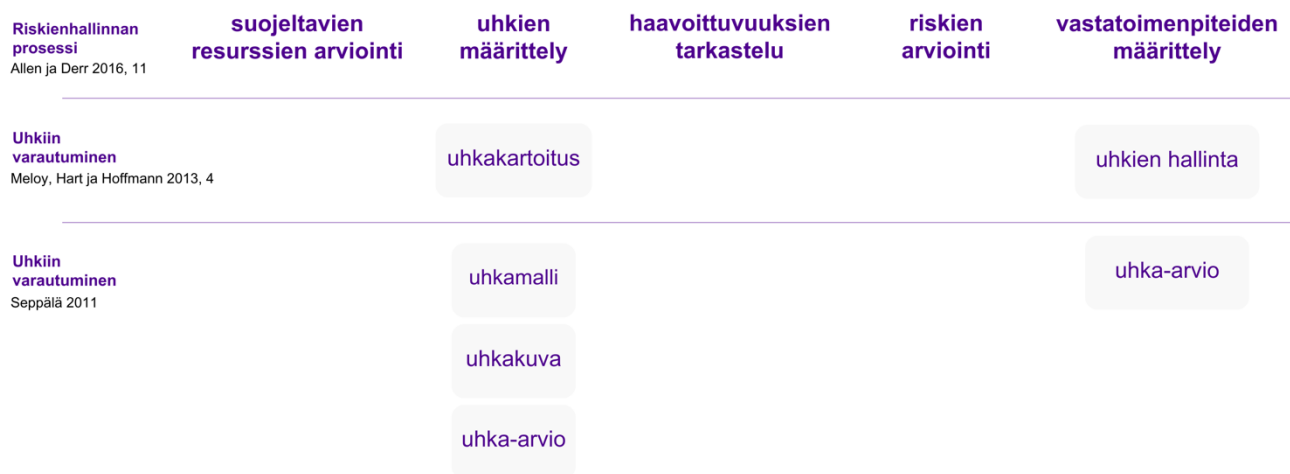 Riskienhallinnan
prosessi
Allen ja Derr 2016, 11
suojeltavien
resurssien arviointi
uhkien
määrittely
haavoittuvuuksien
tarkastelu
riskien
arviointi
vastatoimenpiteiden
määrittely
Uhkiin
varautuminen
Meloy, Hart ja Hoffmann 2013, 4
uhkakartoitus
uhkien hallinta
Uhkiin
varautuminen
Seppälä 2011
uhkamalli
uhka-arvio
uhkakuva
uhka-arvio